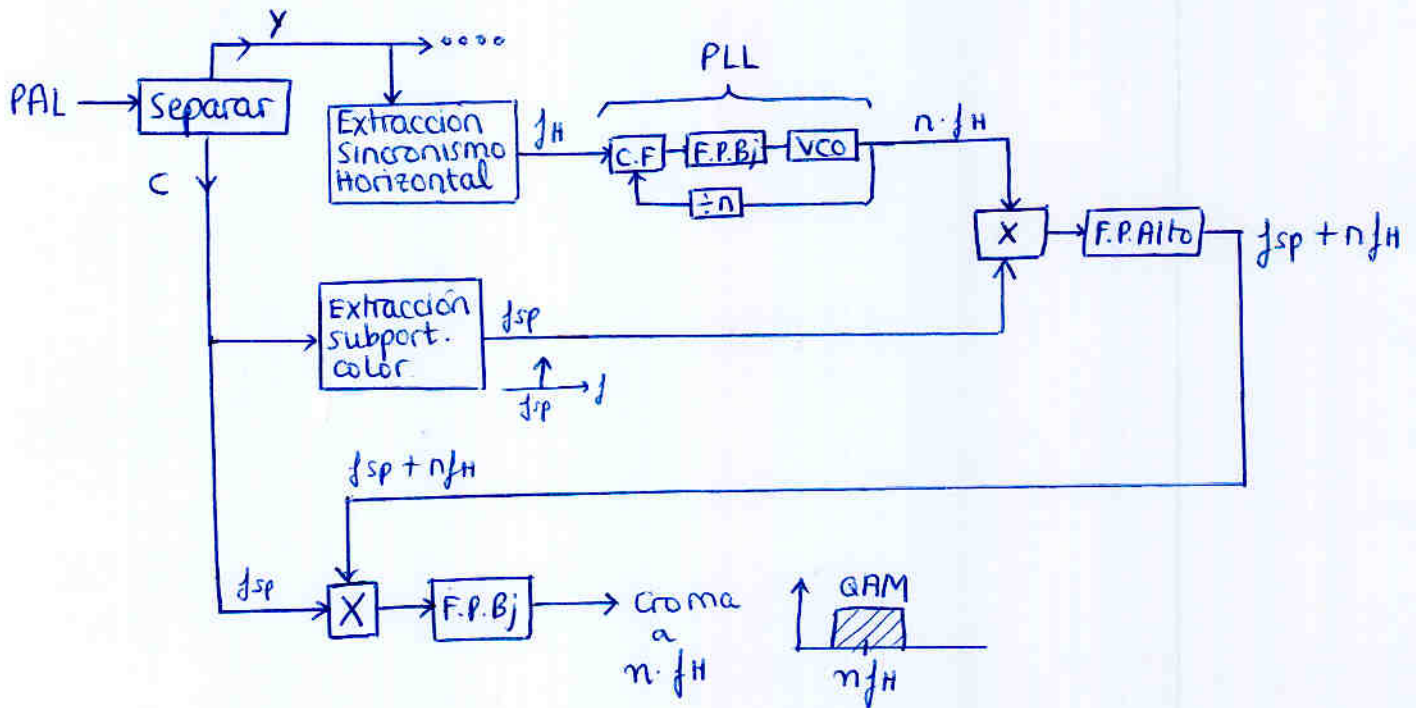 Y
PAL
Separar
C
Extracción
Sincronismo
Horizontal
fH
PLL
C.F
F.P.Bj
VCO
÷n
n·fH
X
F.P.Alto
fsp + nfH
Extracción
subport.
color
fsp
f
fsp
fsp + nfH
fsp
X
F.P.Bj
Croma
a
n·fH
QAM
nfH